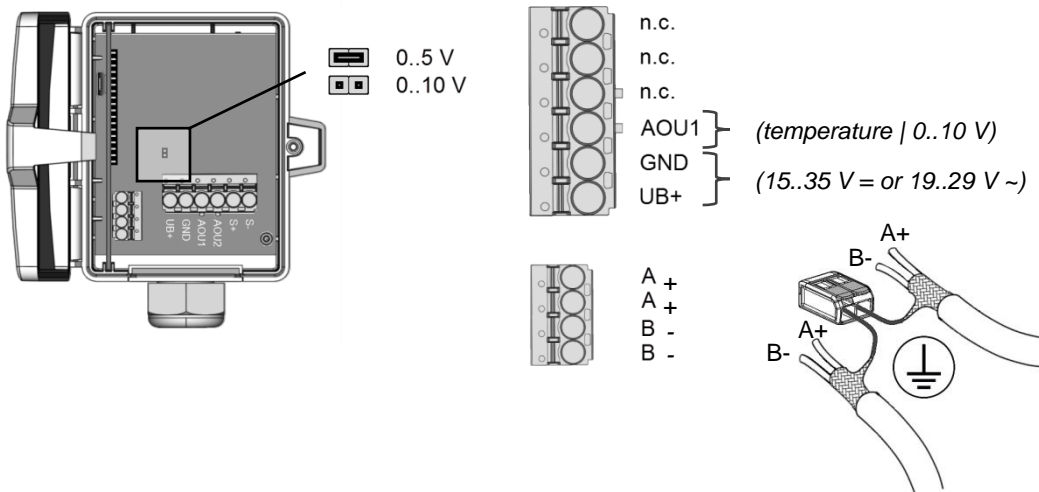 0..5 V
0..10 V
UB+
GND
AOU1
AOU2
S+
S-
n.c.
n.c.
n.c.
AOU1 (temperature | 0..10 V)
GND
UB+
(15..35 V = or 19..29 V ~)
A +
A +
B -
B -
A+
B-
A+
B-